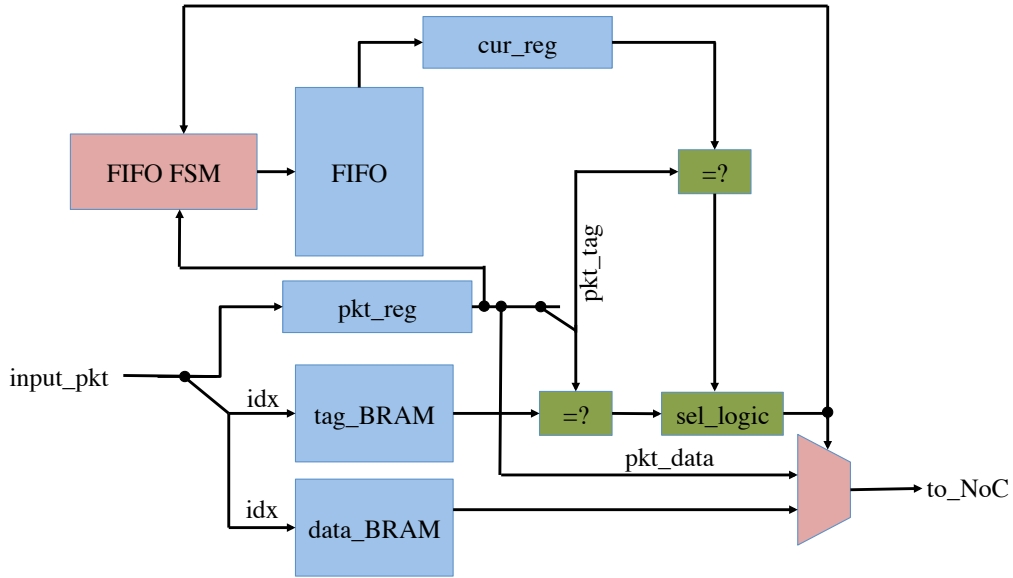 cur_reg
FIFO FSM
FIFO
=?
pkt_tag
pkt_reg
input_pkt
idx
tag_BRAM
=?
sel_logic
pkt_data
to_NoC
idx
data_BRAM